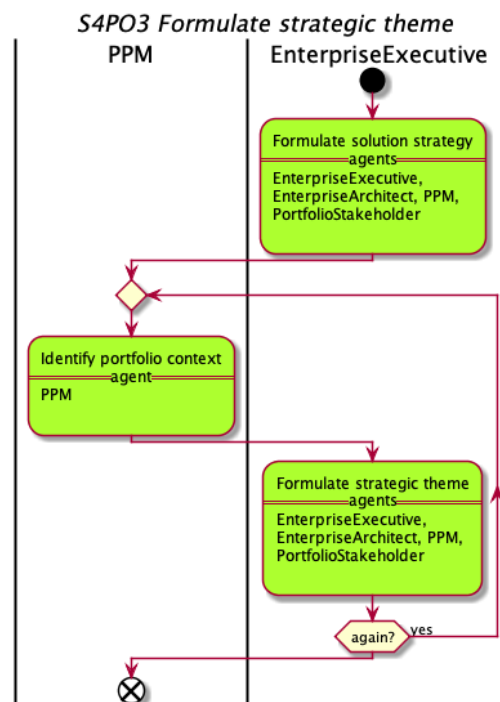 S4PO3 Formulate strategic theme
PPM
EnterpriseExecutive
Formulate solution strategy
agents
EnterpriseExecutive,
EnterpriseArchitect, PPM,
PortfolioStakeholder
Identify portfolio context
agent
PPM
Formulate strategic theme
agents
EnterpriseExecutive,
EnterpriseArchitect, PPM,
PortfolioStakeholder
again?
yes